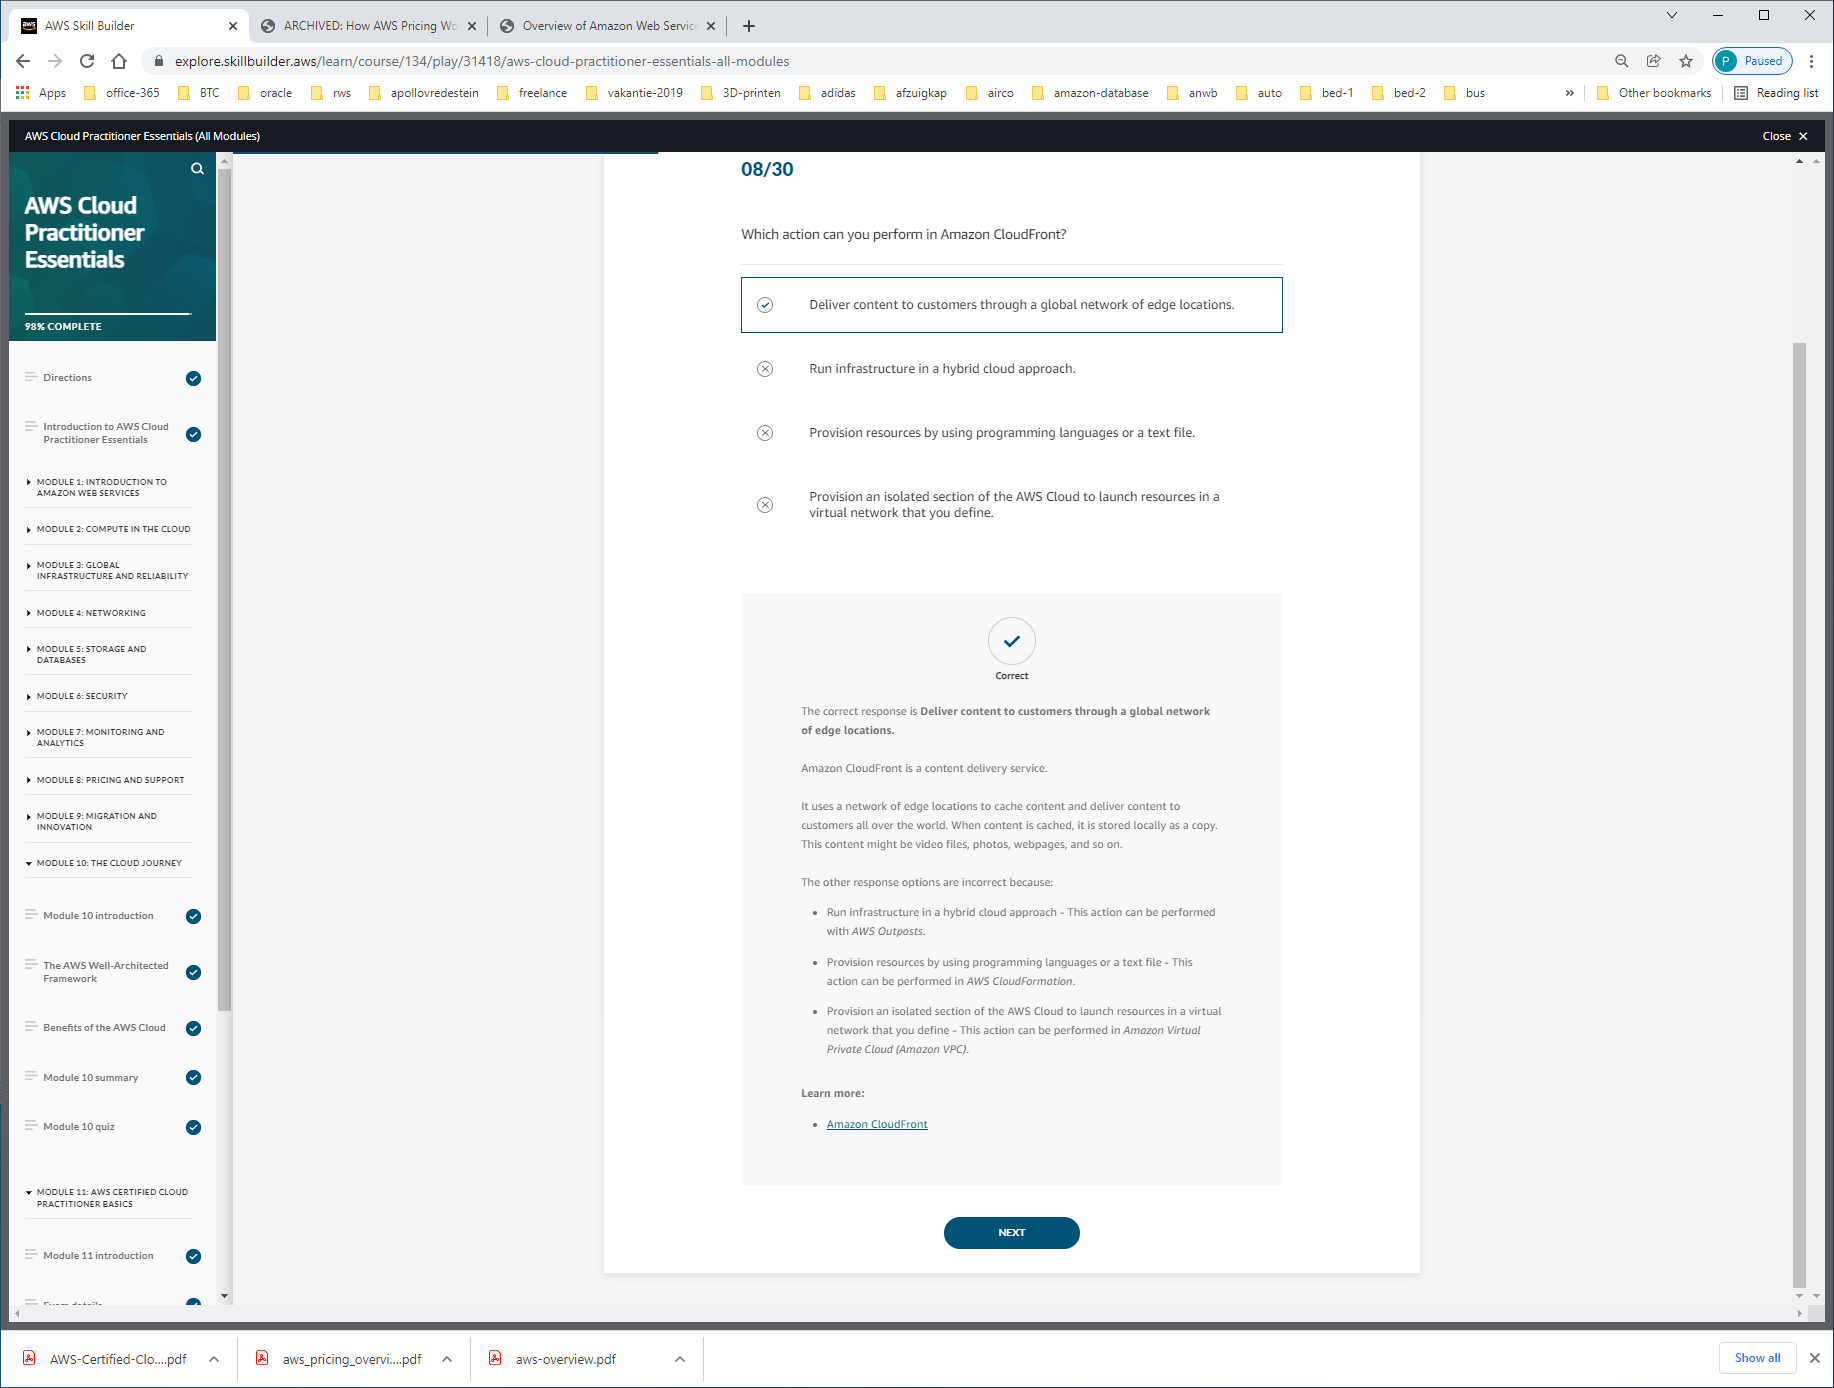 AWS Skill Builder
ARCHIVED: How AWS Pricing Wo
Overview of Amazon Web Service
explore.skillbuilder.aws/learn/course/134/play/31418/aws-cloud-practitioner-essentials-all-modules
P Paused
Apps office-365 BTC oracle rws apollovredestein freelance vakantie-2019 3D-printen adidas afzuigkap airco amazon-database anwb auto bed-1 bed-2 bus » Other bookmarks Reading list
AWS Cloud Practitioner Essentials (All Modules)
Close
AWS Cloud
Practitioner
Essentials
98% COMPLETE
Directions
Introduction to AWS Cloud
Practitioner Essentials
MODULE 1: INTRODUCTION TO
AMAZON WEB SERVICES
MODULE 2: COMPUTE IN THE CLOUD
MODULE 3: GLOBAL
INFRASTRUCTURE AND RELIABILITY
MODULE 4: NETWORKING
MODULE 5: STORAGE AND
DATABASES
MODULE 6: SECURITY
MODULE 7: MONITORING AND
ANALYTICS
MODULE 8: PRICING AND SUPPORT
MODULE 9: MIGRATION AND
INNOVATION
MODULE 10: THE CLOUD JOURNEY
Module 10 introduction
The AWS Well-Architected
Framework
Benefits of the AWS Cloud
Module 10 summary
Module 10 quiz
MODULE 11: AWS CERTIFIED CLOUD
PRACTITIONER BASICS
Module 11 introduction
Exam details
08/30
Which action can you perform in Amazon CloudFront?
Deliver content to customers through a global network of edge locations.
Run infrastructure in a hybrid cloud approach.
Provision resources by using programming languages or a text file.
Provision an isolated section of the AWS Cloud to launch resources in a
virtual network that you define.
Correct
The correct response is Deliver content to customers through a global network
of edge locations.
Amazon CloudFront is a content delivery service.
It uses a network of edge locations to cache content and deliver content to
customers all over the world. When content is cached, it is stored locally as a copy.
This content might be video files, photos, webpages, and so on.
The other response options are incorrect because:
• Run infrastructure in a hybrid cloud approach - This action can be performed
with AWS Outposts.
• Provision resources by using programming languages or a text file - This
action can be performed in AWS CloudFormation.
• Provision an isolated section of the AWS Cloud to launch resources in a virtual
network that you define - This action can be performed in Amazon Virtual
Private Cloud (Amazon VPC).
Learn more:
• Amazon CloudFront
NEXT
AWS-Certified-Clo....pdf
aws_pricing_overvi....pdf
aws-overview.pdf
Show all